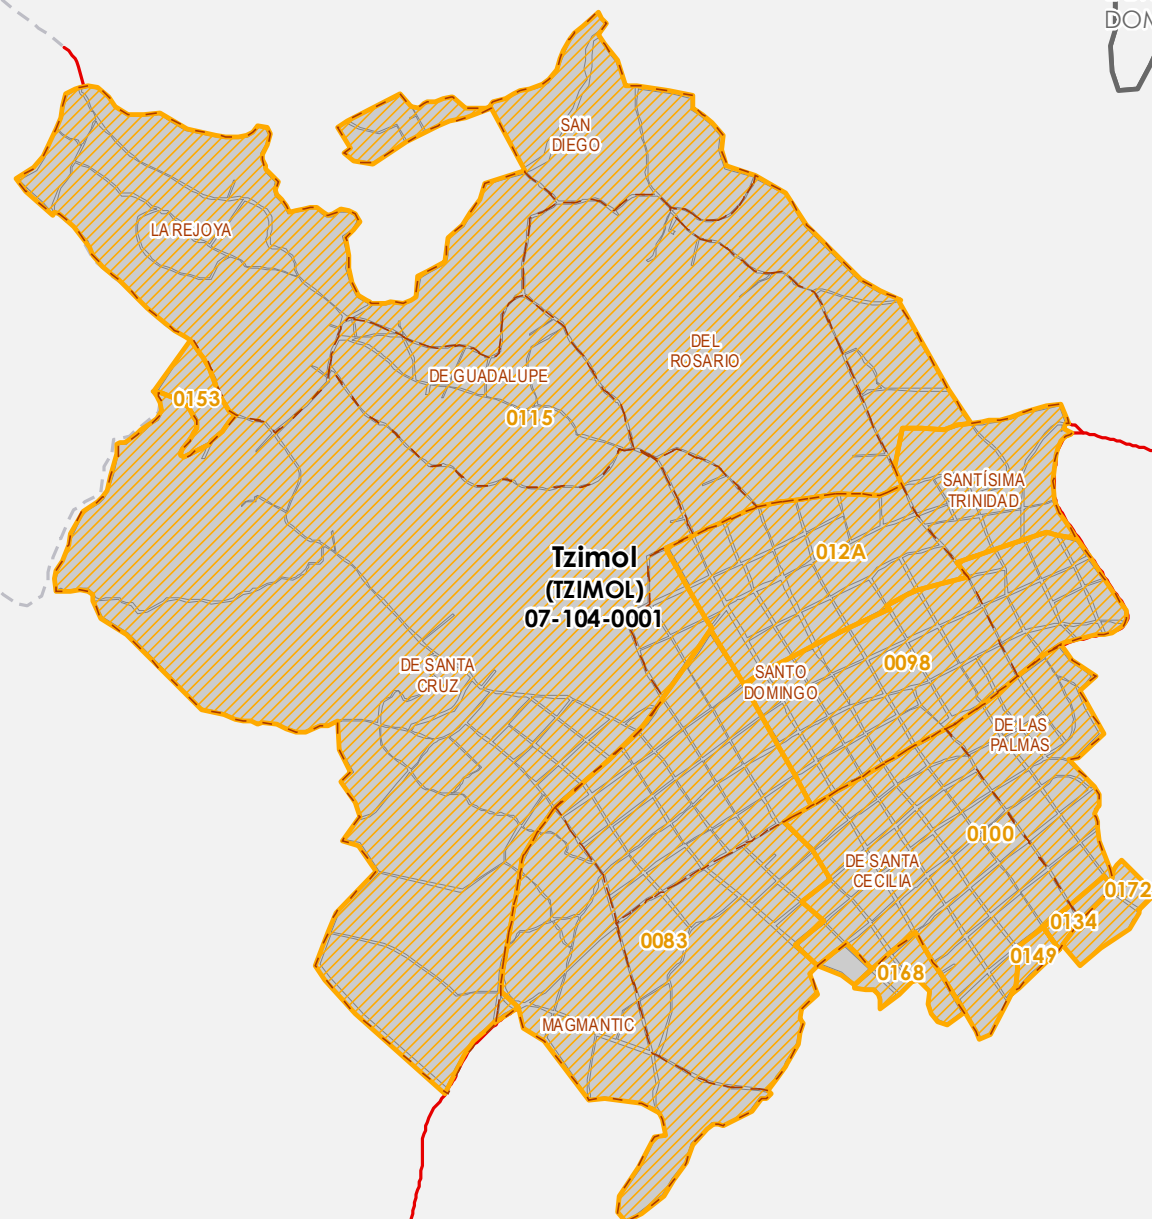 DOM
SAN
DIEGO
LA REJOYA
DEL
ROSARIO
DE GUADALUPE
0153
0115
SANTÍSIMA
TRINIDAD
012A
Tzimol
(TZIMOL)
07-104-0001
0098
DE SANTA
CRUZ
SANTO
DOMINGO
DE LAS
PALMAS
0100
DE SANTA
CECILIA
0172
0134
0083
0149
0168
MAGMANTIC